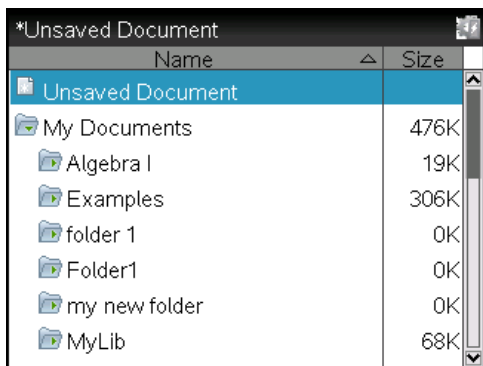 *Unsaved Document
Name Size
Unsaved Document
My Documents 476K
Algebra I 19K
Examples 306K
folder 1 0K
Folder1 0K
my new folder 0K
MyLib 68K